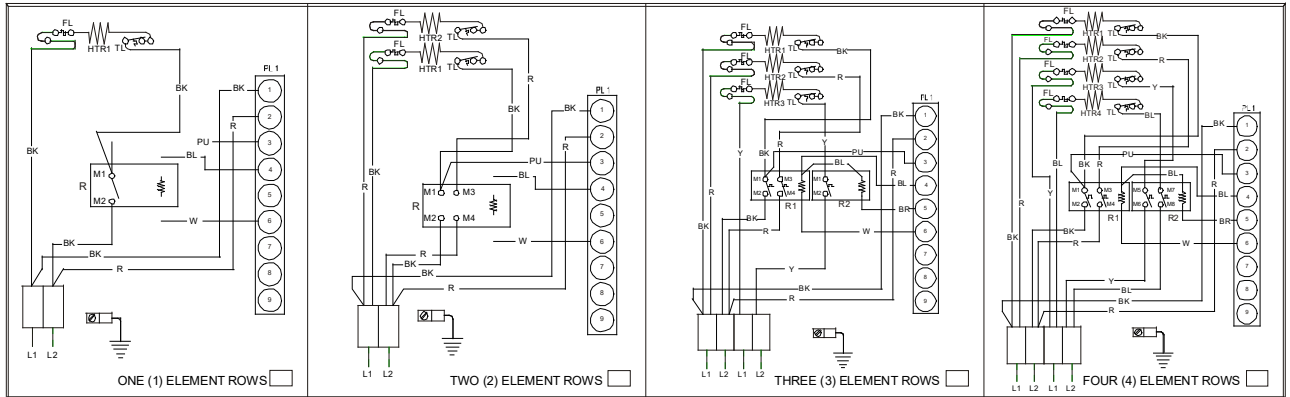 FL
HTR1 TL
BK
BK
BK
R
PU
BL
W
PL 1
1
2
3
4
5
6
7
8
9
M1
R
M2
BK
BK
R
L1 L2
ONE (1) ELEMENT ROWS
FL
HTR2 TL
FL
HTR1 TL
R
BK
BK
BK
R
PU
BL
W
PL 1
1
2
3
4
5
6
7
8
9
M1 M3
R
M2 M4
R
BK
BK
R
L1 L2
TWO (2) ELEMENT ROWS
FL
HTR1 TL
FL
HTR2 TL
FL
HTR3 TL
BK
R
Y
R
BK
Y
BK
R
BK
R
PU
BL
BL
BR
W
PL 1
1
2
3
4
5
6
7
8
9
M1 M3 M1
M2 M4 M2
R1 R2
BK
R
Y
BK
R
L1 L2 L1 L2
THREE (3) ELEMENT ROWS
FL
HTR1 TL
FL
HTR2 TL
FL
HTR3 TL
FL
HTR4 TL
BK
R
Y
BL
BL
R
Y
BK
BK
R
BK
PU
R
BL
BL
BR
W
PL 1
1
2
3
4
5
6
7
8
9
M1 M3 M5 M7
M2 M4 M6 M8
R1 R2
BK
R
Y
BL
BK
R
L1 L2 L1 L2
FOUR (4) ELEMENT ROWS